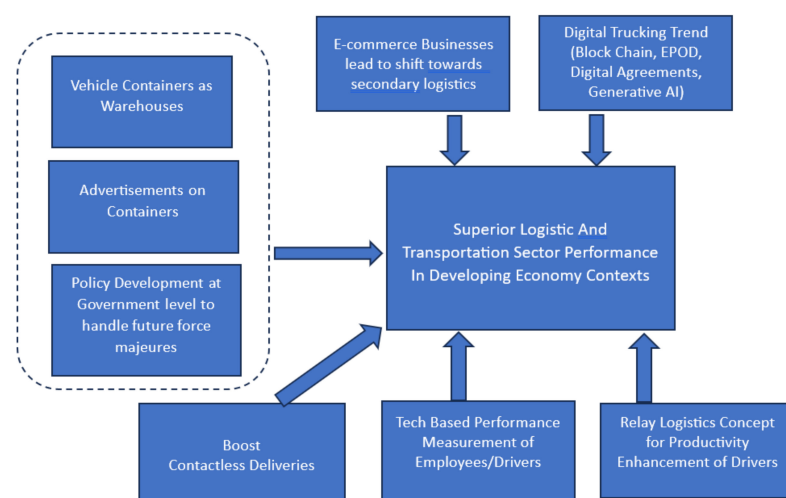 E-commerce Businesses
lead to shift towards
secondary logistics
Digital Trucking Trend
(Block Chain, EPOD,
Digital Agreements,
Generative AI)
Vehicle Containers as
Warehouses
Advertisements on
Containers
Policy Development at
Government level to
handle future force
majeures
Superior Logistic And
Transportation Sector Performance
In Developing Economy Contexts
Boost
Contactless Deliveries
Tech Based Performance
Measurement of
Employees/Drivers
Relay Logistics Concept
for Productivity
Enhancement of Drivers